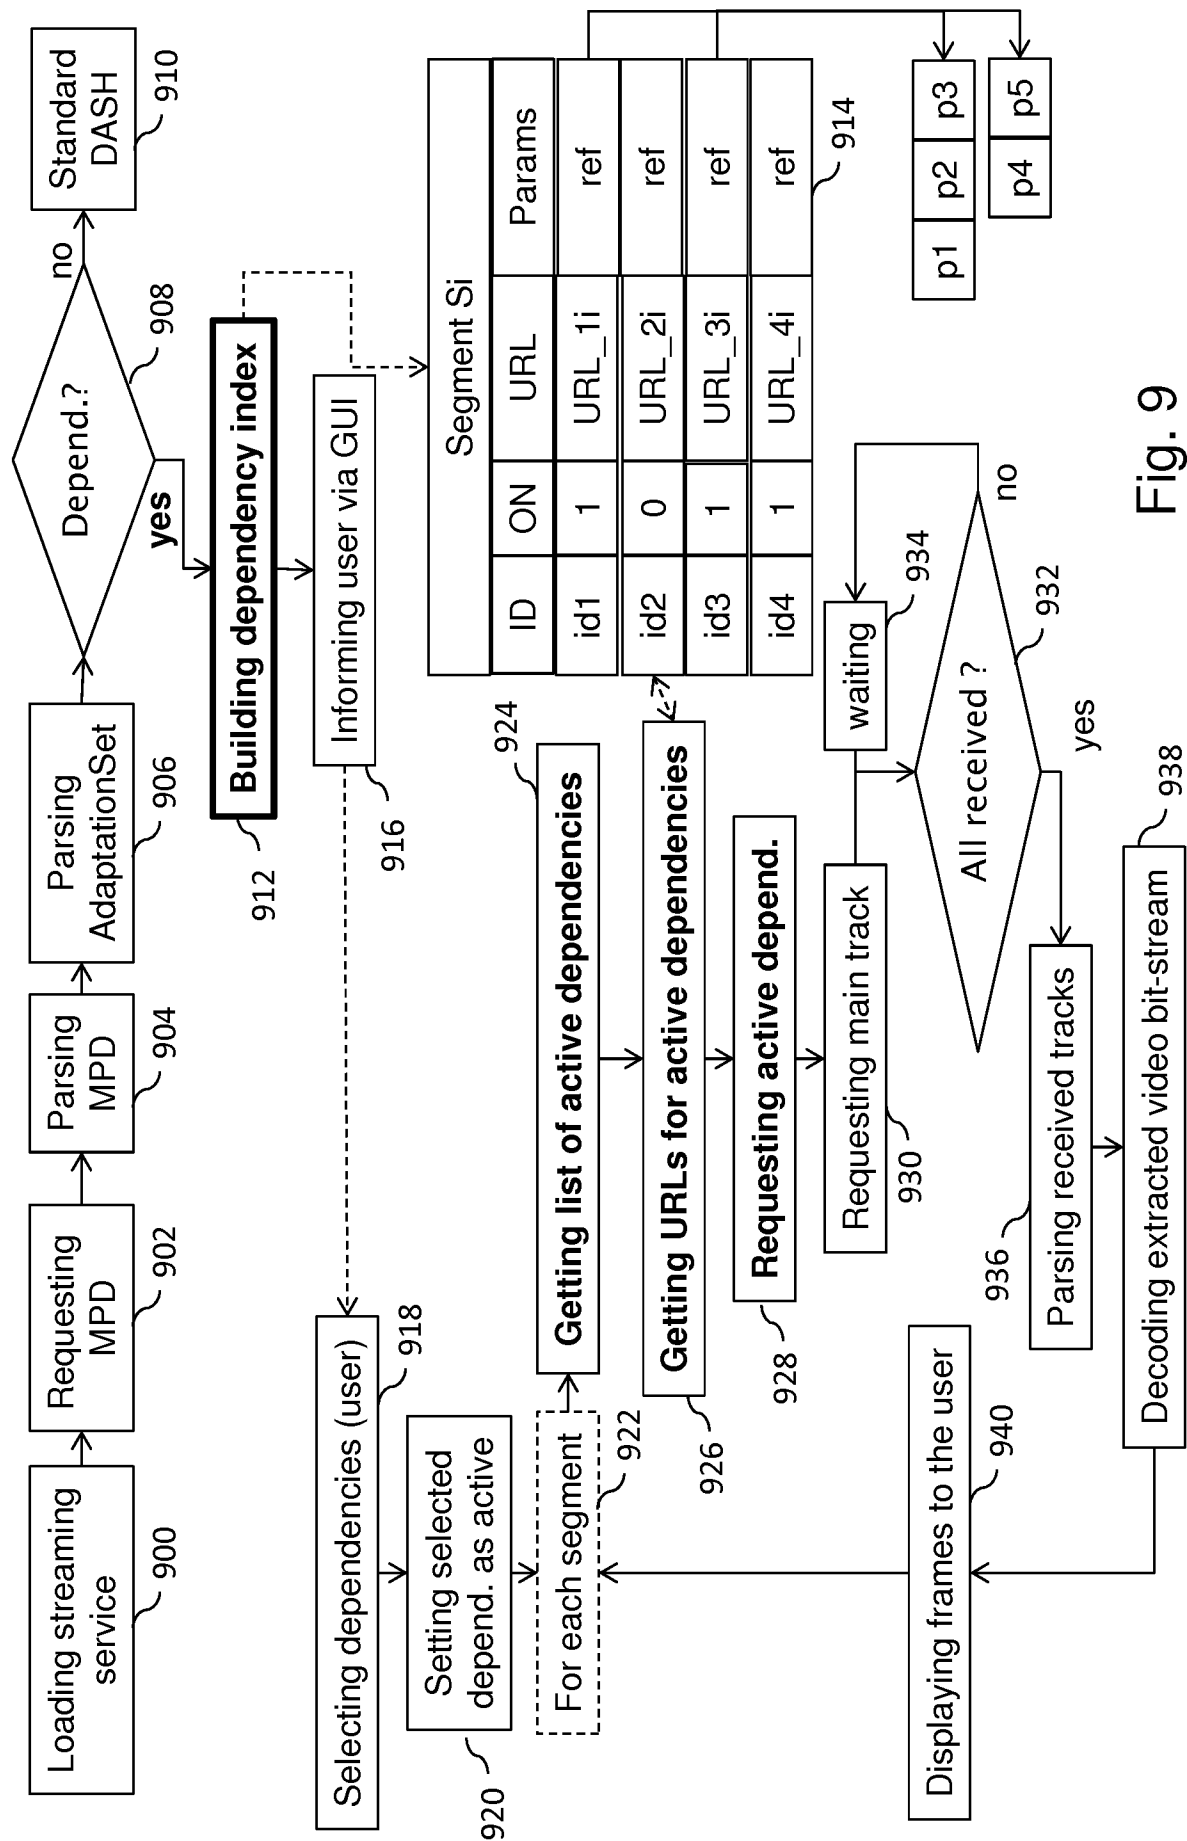 Loading streaming
service
900
Requesting
MPD
902
Parsing
MPD
904
Parsing
AdaptationSet
906
Depend.?
908
no
yes
Standard
DASH
910
Building dependency index
912
Informing user via GUI
916
Segment Si
ID ON URL Params
id1 1 URL_1i ref
id2 0 URL_2i ref
id3 1 URL_3i ref
id4 1 URL_4i ref
914
p1 p2 p3
p4 p5
Selecting dependencies (user)
918
Setting selected
depend. as active
920
For each segment
922
Getting list of active dependencies
924
Getting URLs for active dependencies
926
Requesting active depend.
928
Requesting main track
930
waiting
934
All received ?
932
no
yes
Parsing received tracks
936
Decoding extracted video bit-stream
938
Displaying frames to the user
940
Fig. 9